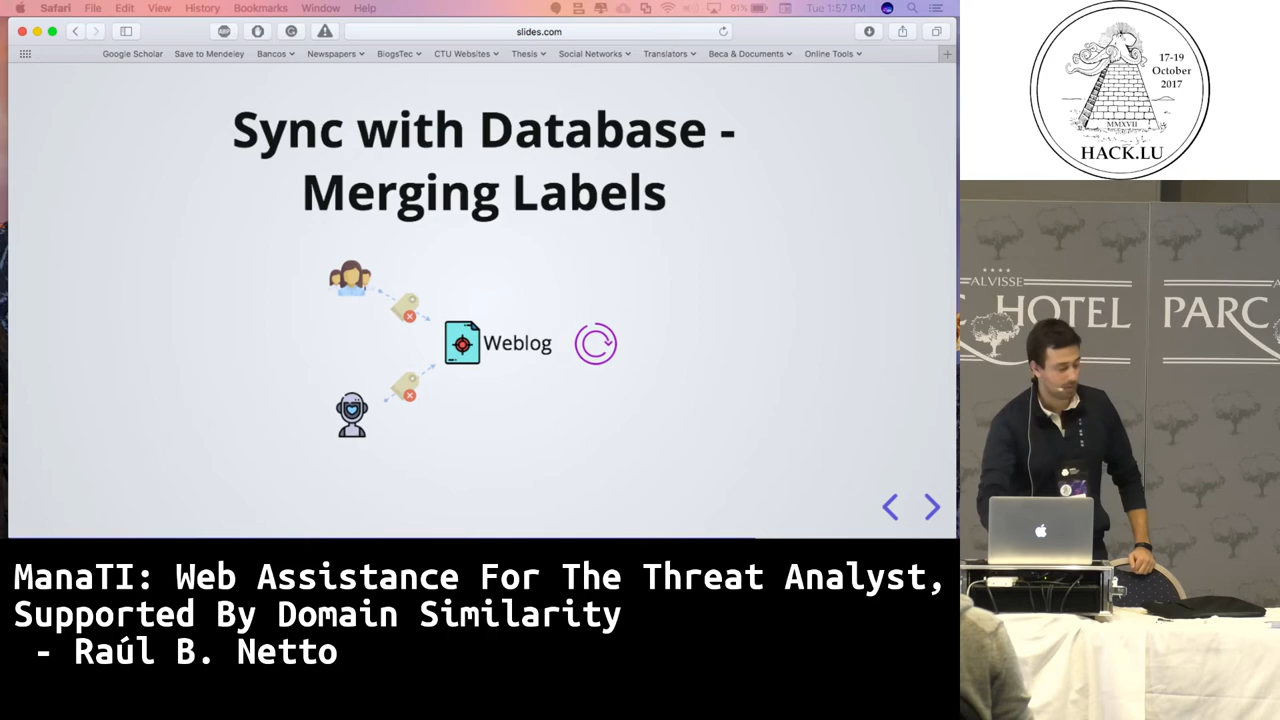 Safari File Edit View History Bookmarks Window Help 91% Tue 1:57 PM
slides.com
Google Scholar Save to Mendeley Bancos Newspapers BlogsTec CTU Websites Thesis Social Networks Translators Beca & Documents Online Tools
Sync with Database -
Merging Labels
Weblog
ManaTI: Web Assistance For The Threat Analyst,
Supported By Domain Similarity
- Raúl B. Netto
17-19
October
2017
MMXVII
HACK.LU
ALVISSE
HOTEL
PARC